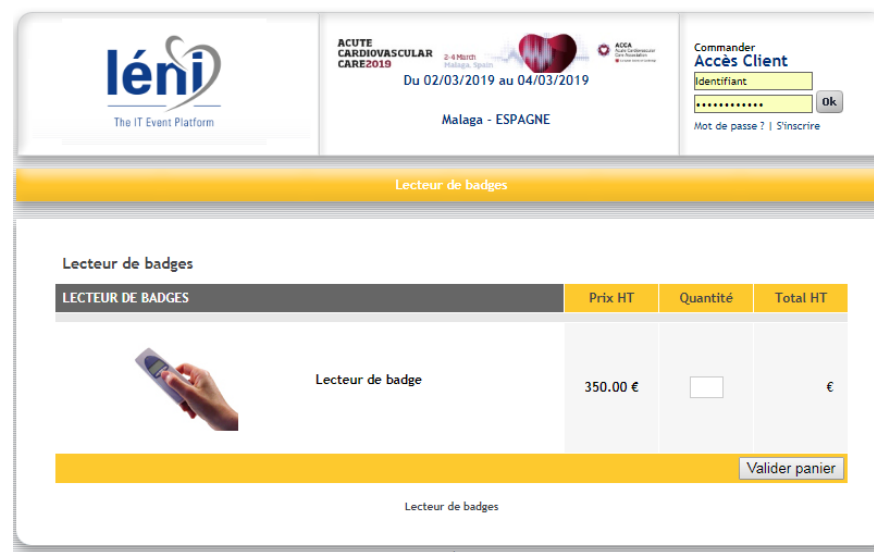 léni
The IT Event Platform
ACUTE
CARDIOVASCULAR
CARE2019
2-4 March
Malaga, Spain
ACCA
Du 02/03/2019 au 04/03/2019
Malaga - ESPAGNE
Commander
Accès Client
Identifiant
••••••••••••
Ok
Mot de passe ? | S'inscrire
Lecteur de badges
Lecteur de badges
LECTEUR DE BADGES Prix HT Quantité Total HT
Lecteur de badge 350.00 € €
Valider panier
Lecteur de badges